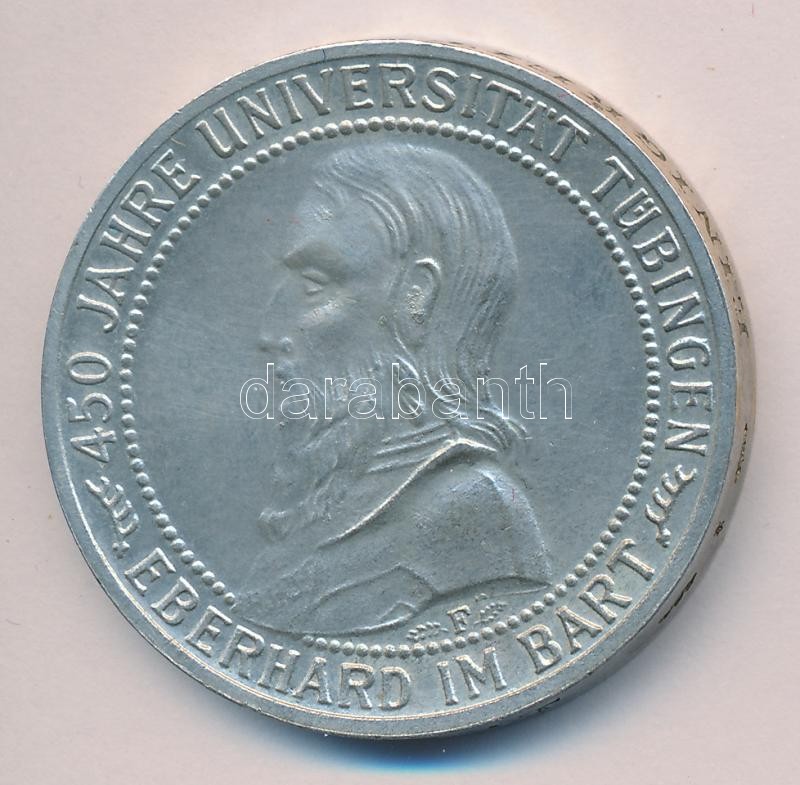 450 JAHRE UNIVERSITÄT TÜBINGEN
EBERHARD IM BART
F
darabanth